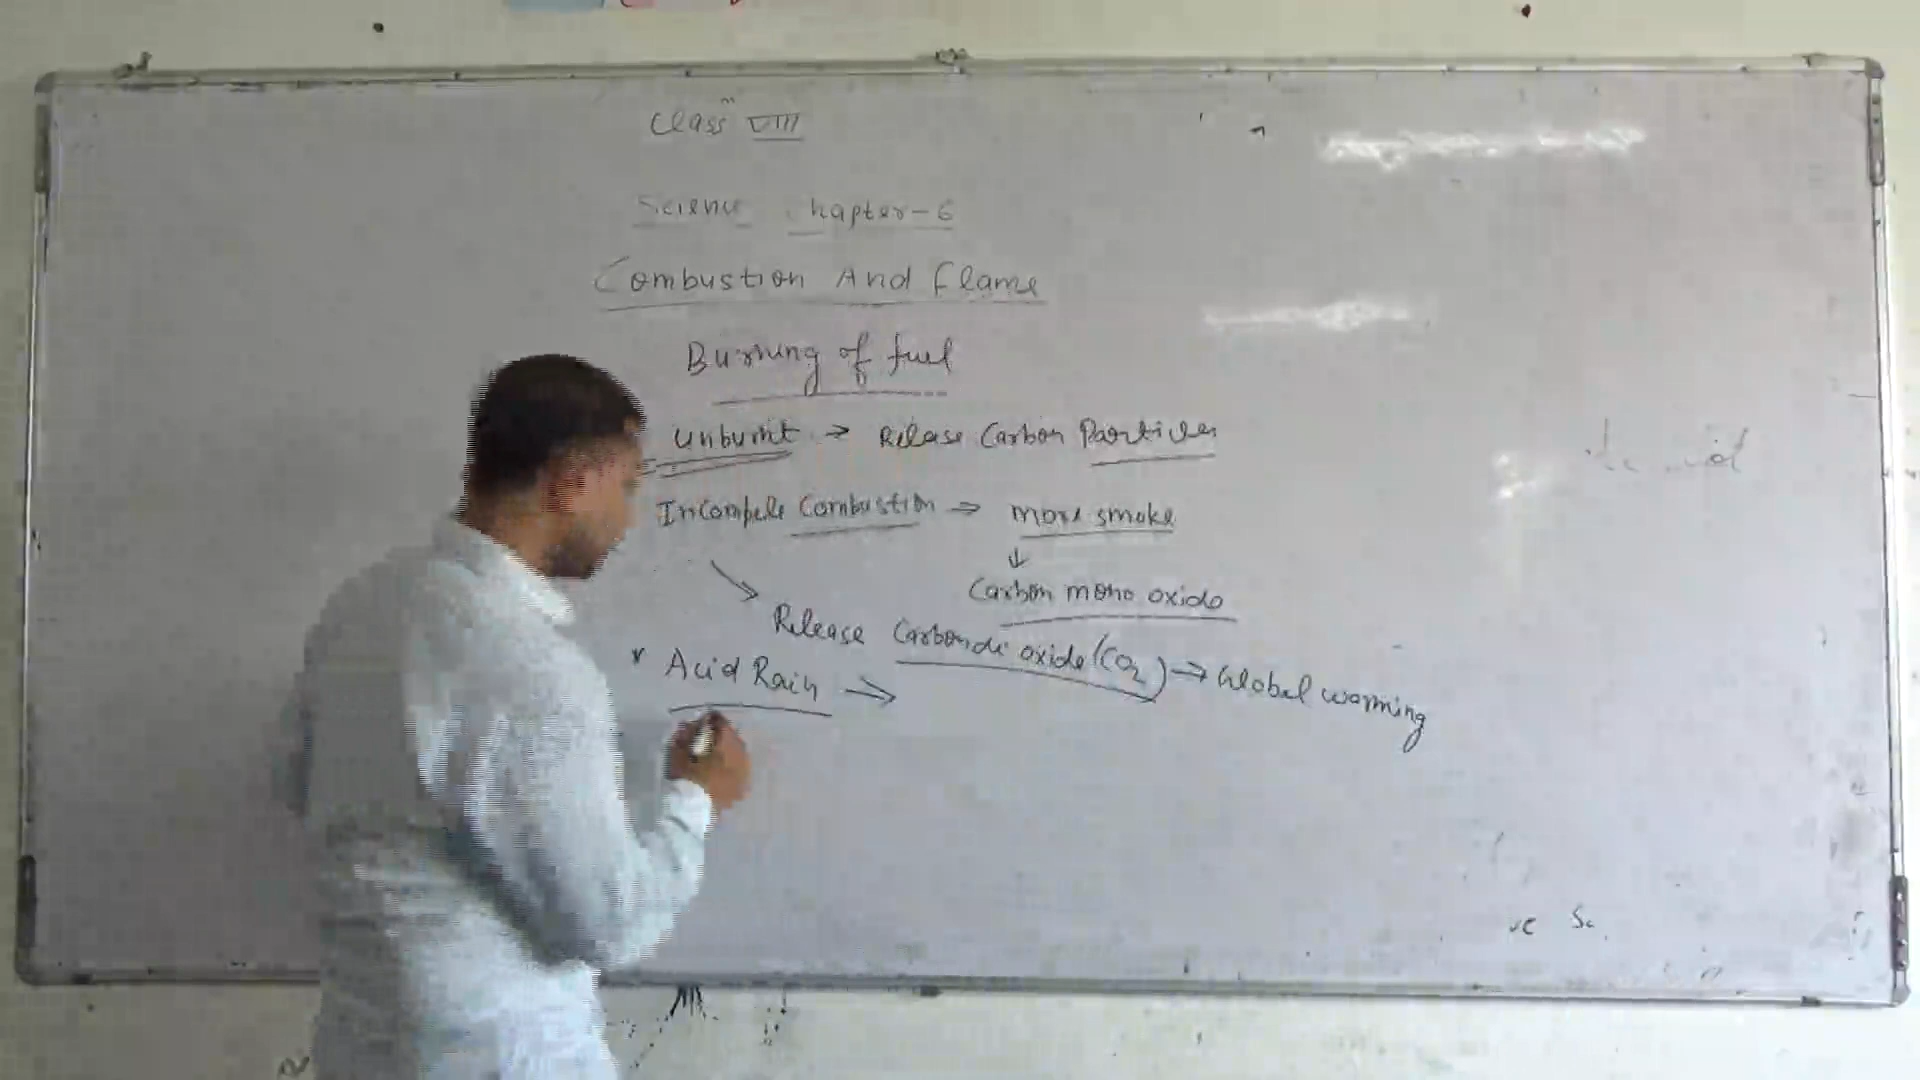 Class VIII
Science Chapter-6
Combustion And Flame
Burning of fuel
Unburnt → Release Carbon Particles
Incomplete Combustion ⇒ more smoke
↓
Carbon mono oxide
Release Carbondi oxide (CO2) → Global warming
* Acid Rain ⇒